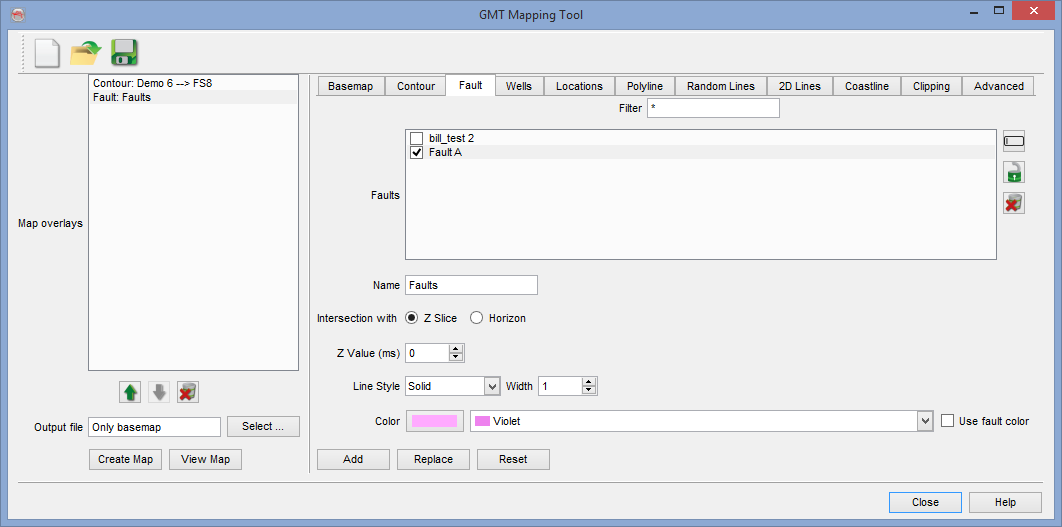 GMT Mapping Tool
Contour: Demo 6 --> FS8
Fault: Faults
Map overlays
Output file
Only basemap
Select ...
Create Map
View Map
Basemap
Contour
Fault
Wells
Locations
Polyline
Random Lines
2D Lines
Coastline
Clipping
Advanced
Filter
*
Faults
bill_test 2
Fault A
Name
Faults
Intersection with
Z Slice
Horizon
Z Value (ms)
0
Line Style
Solid
Width
1
Color
Violet
Use fault color
Add
Replace
Reset
Close
Help